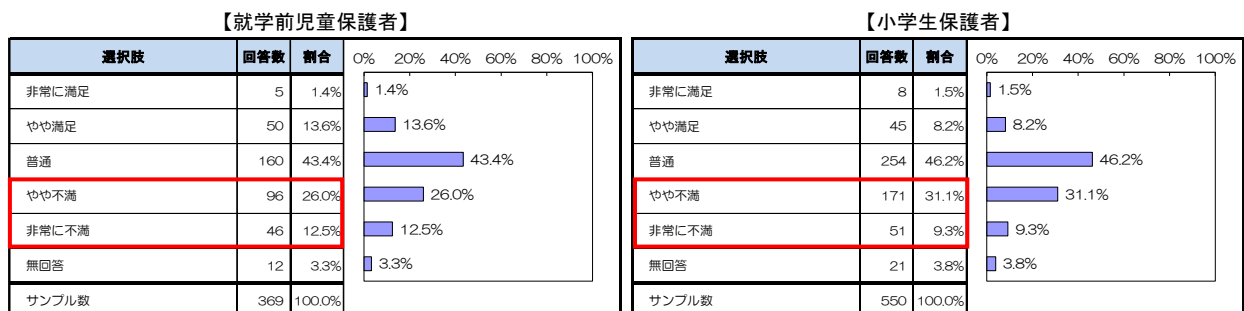 【就学前児童保護者】
選択肢 回答数 割合 0% 20% 40% 60% 80% 100%
非常に満足 5 1.4% 1.4%
やや満足 50 13.6% 13.6%
普通 160 43.4% 43.4%
やや不満 96 26.0% 26.0%
非常に不満 46 12.5% 12.5%
無回答 12 3.3% 3.3%
サンプル数 369 100.0%
【小学生保護者】
選択肢 回答数 割合 0% 20% 40% 60% 80% 100%
非常に満足 8 1.5% 1.5%
やや満足 45 8.2% 8.2%
普通 254 46.2% 46.2%
やや不満 171 31.1% 31.1%
非常に不満 51 9.3% 9.3%
無回答 21 3.8% 3.8%
サンプル数 550 100.0%